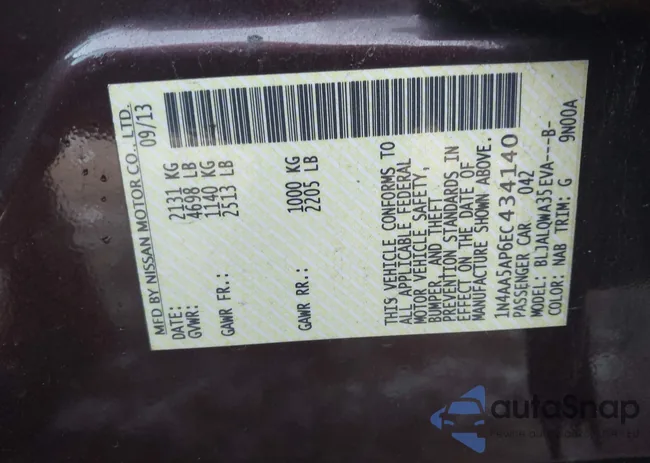 MFD BY NISSAN MOTOR CO., LTD.
DATE: 09/13
GVWR: 2131 KG
4698 LB
GAWR FR.: 1140 KG
2513 LB
GAWR RR.: 1000 KG
2205 LB
THIS VEHICLE CONFORMS TO
ALL APPLICABLE FEDERAL
MOTOR VEHICLE SAFETY,
BUMPER, AND THEFT
PREVENTION STANDARDS IN
EFFECT ON THE DATE OF
MANUFACTURE SHOWN ABOVE.
1N4AA5AP6EC434140
PASSENGER CAR 042
MODEL: BLJALQWA35EVA---B-
COLOR: NAB TRIM: G 9N00A
autoSnap